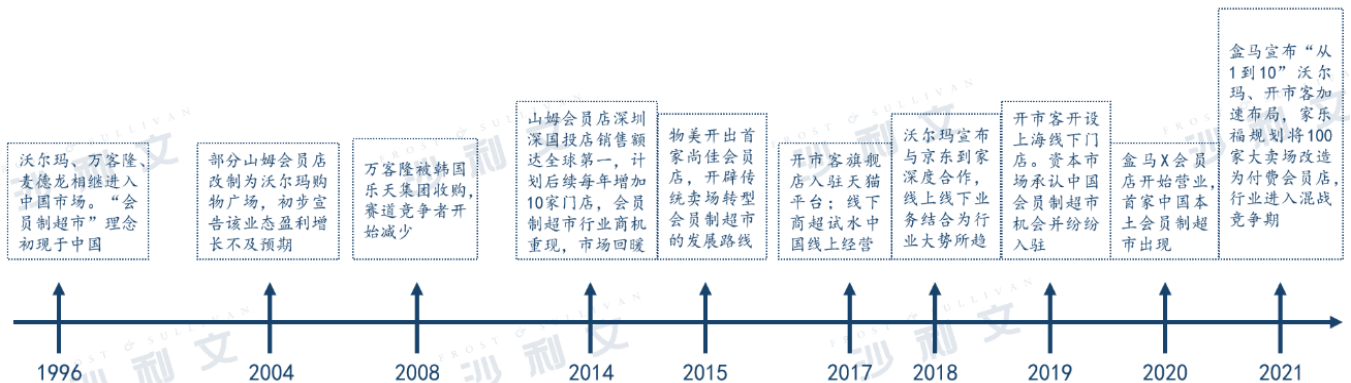 沃尔玛、万客隆、
麦德龙相继进入
中国市场。“会
员制超市”理念
初现于中国
部分山姆会员店
改制为沃尔玛购
物广场，初步宣
告该业态盈利增
长不及预期
万客隆被韩国
乐天集团收购，
赛道竞争者开
始减少
山姆会员店深圳
深国投店销售额
达全球第一，计
划后续每年增加
10家门店，会员
制超市行业商机
重现，市场回暖
物美开出首
家尚佳会员
店，开辟传
统卖场转型
会员制超市
的发展路线
开市客旗舰
店入驻天猫
平台；线下
商超试水中
国线上经营
沃尔玛宣布
与京东到家
深度合作，
线上线下业
务结合为行
业大势所趋
开市客开设
上海线下门
店。资本市
场承认中国
会员制超市
机会并纷纷
入驻
盒马X会员
店开始营业，
首家中国本
土会员制超
市出现
盒马宣布“从
1到10”沃尔
玛、开市客加
速布局，家乐
福规划将100
家大卖场改造
为付费会员店，
行业进入混战
竞争期
1996
2004
2008
2014
2015
2017
2018
2019
2020
2021
FROST & SULLIVAN
沙利文